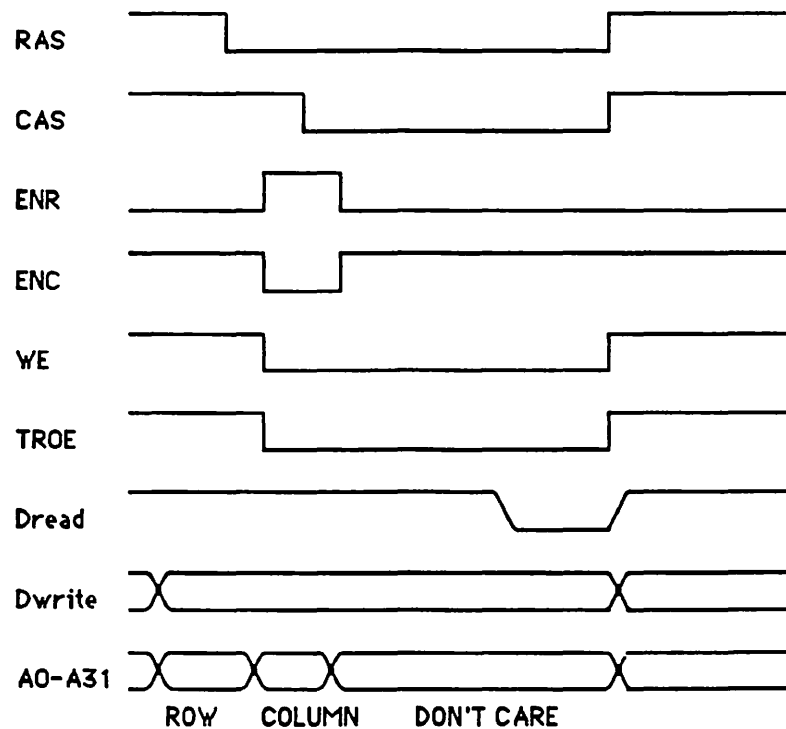 RAS
CAS
ENR
ENC
WE
TROE
Dread
Dwrite
A0-A31
ROW COLUMN DON'T CARE